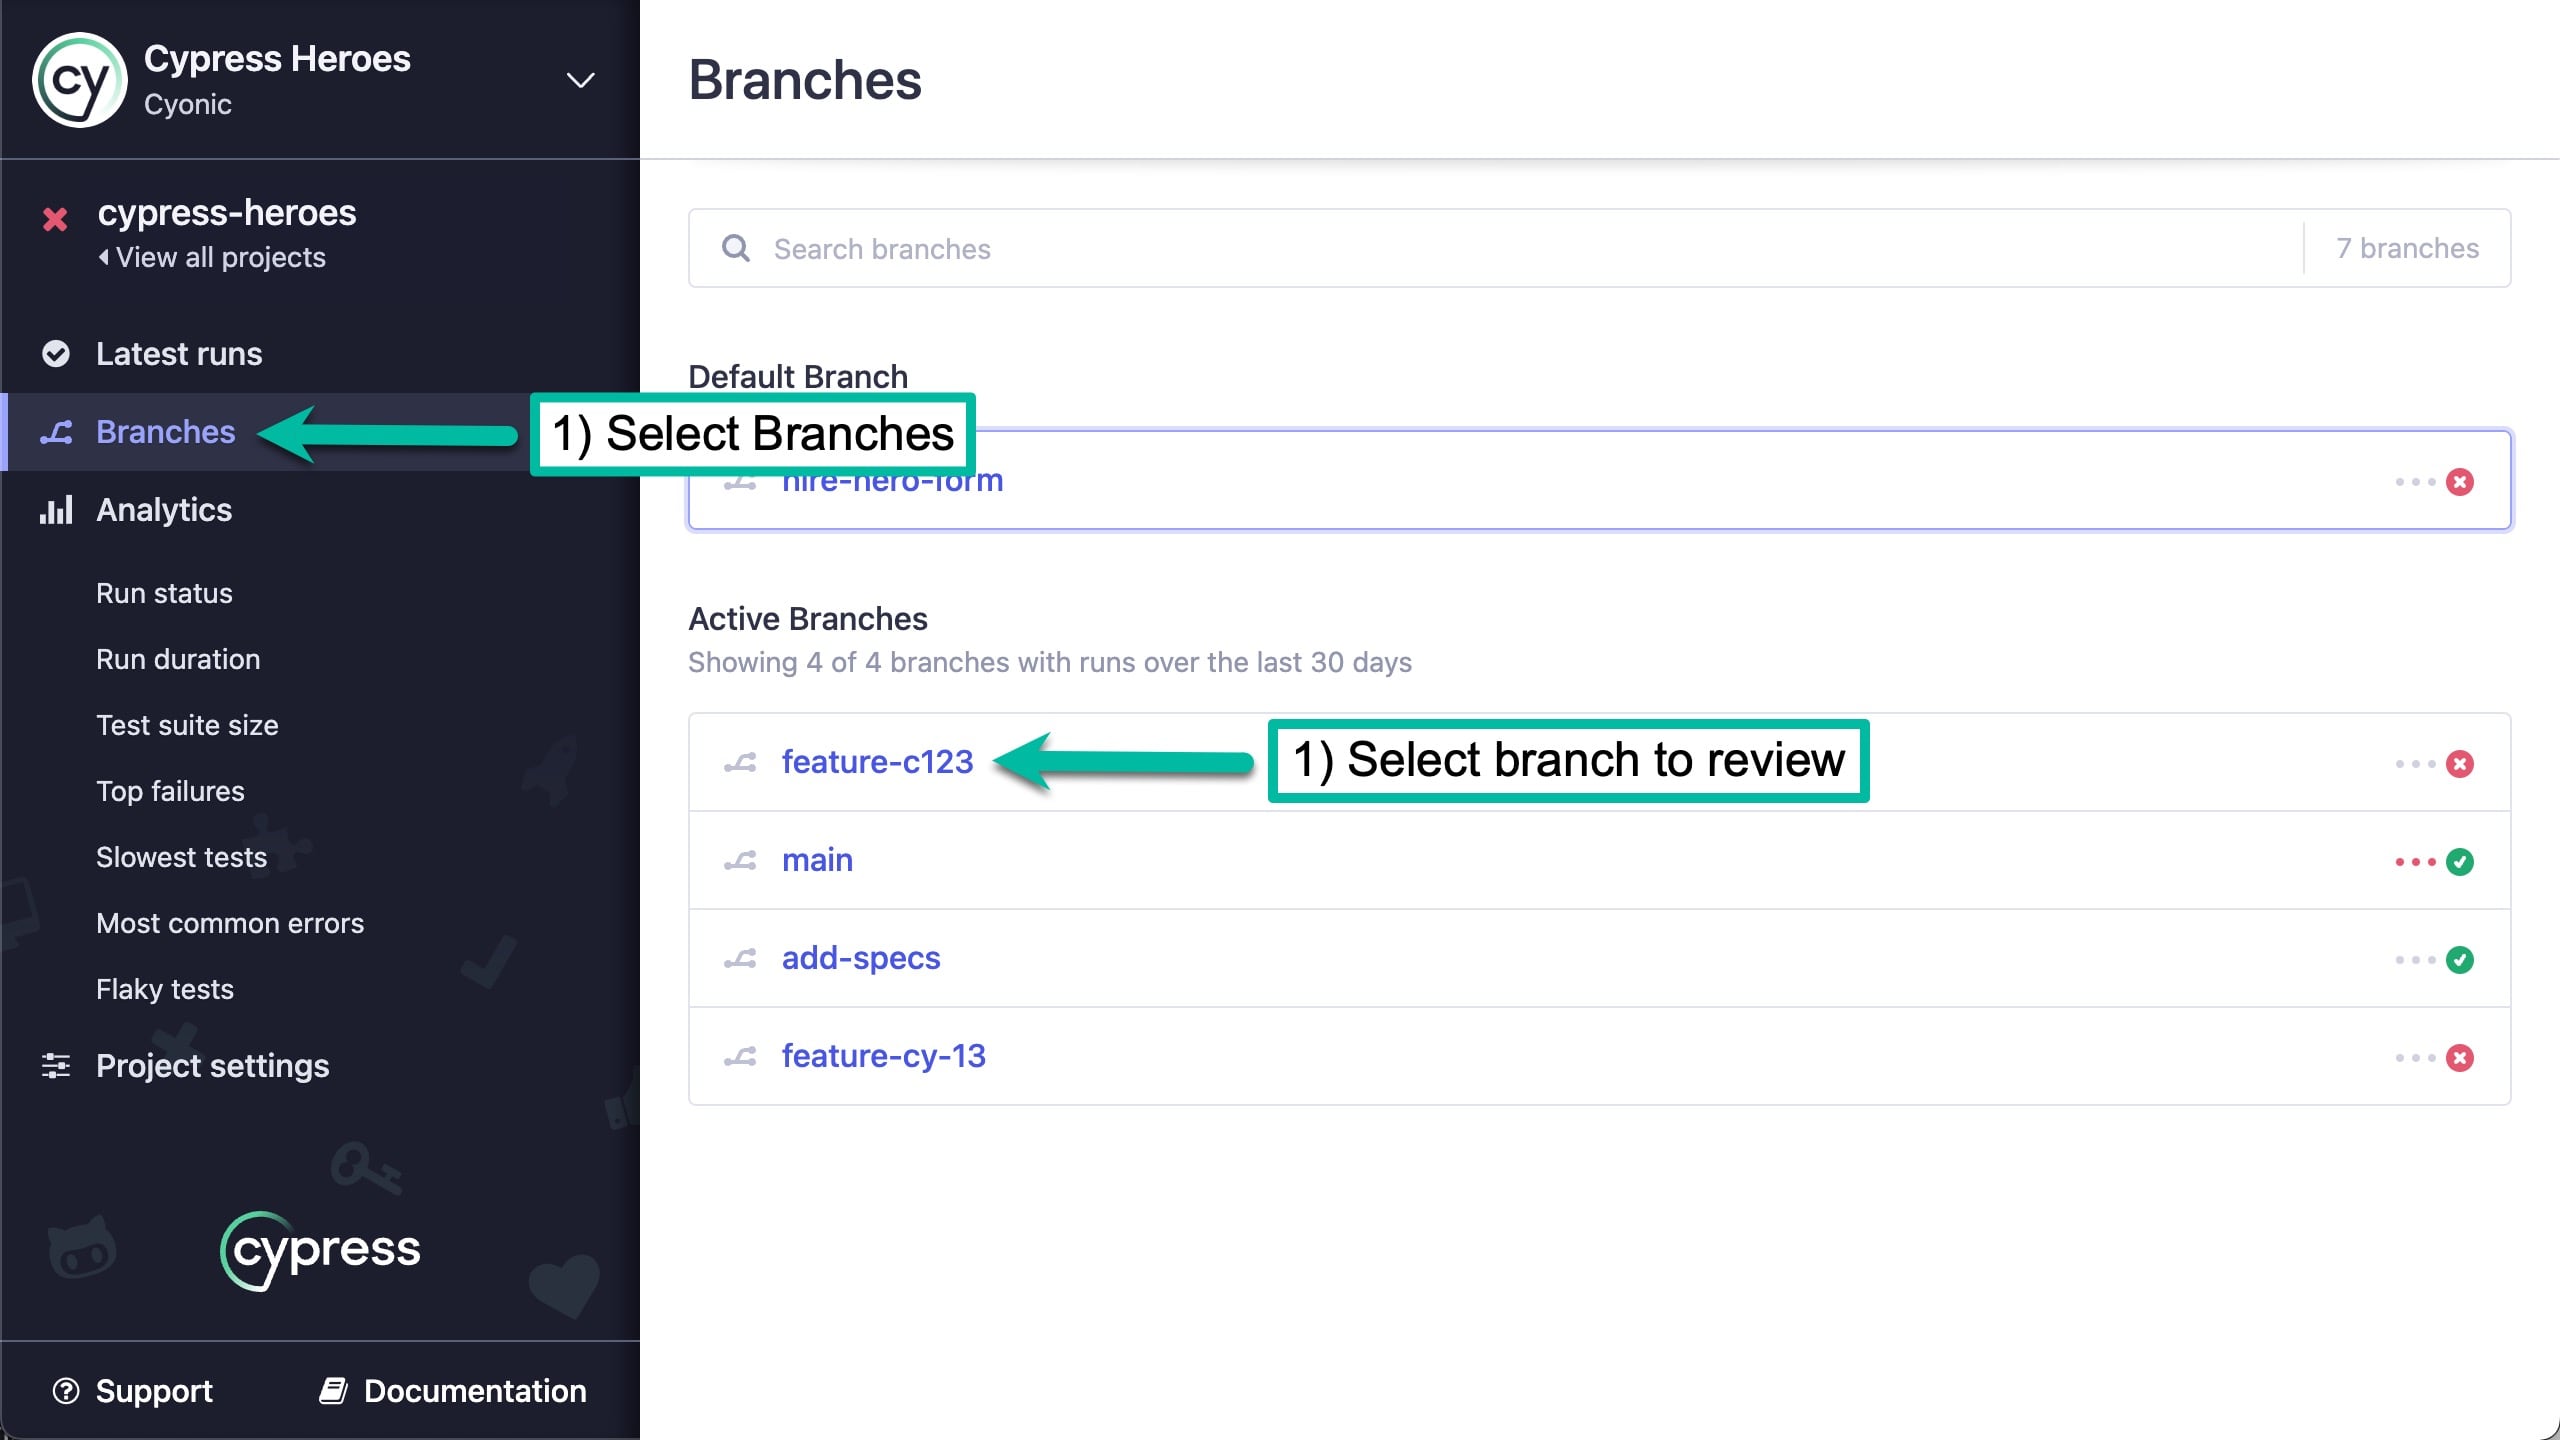 cy
Cypress Heroes
Cyonic
cypress-heroes
View all projects
Latest runs
Branches
Analytics
Run status
Run duration
Test suite size
Top failures
Slowest tests
Most common errors
Flaky tests
Project settings
cypress
Support
Documentation
Branches
Search branches
7 branches
Default Branch
1) Select Branches
hire-hero-form
Active Branches
Showing 4 of 4 branches with runs over the last 30 days
feature-c123
1) Select branch to review
main
add-specs
feature-cy-13